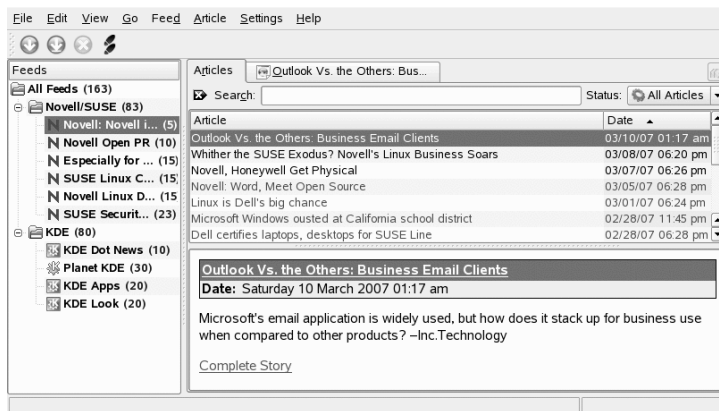 File Edit View Go Feed Article Settings Help
Feeds
All Feeds (163)
Novell/SUSE (83)
Novell: Novell i... (5)
Novell Open PR (10)
Especially for ... (15)
SUSE Linux C... (15)
Novell Linux D... (15
SUSE Securit... (23)
KDE (80)
KDE Dot News (10)
Planet KDE (30)
KDE Apps (20)
KDE Look (20)
Articles Outlook Vs. the Others: Bus...
Search: Status: All Articles
Article Date
Outlook Vs. the Others: Business Email Clients 03/10/07 01:17 am
Whither the SUSE Exodus? Novell's Linux Business Soars 03/08/07 06:20 pm
Novell, Honeywell Get Physical 03/07/07 06:26 pm
Novell: Word, Meet Open Source 03/05/07 06:28 pm
Linux is Dell's big chance 03/01/07 06:24 pm
Microsoft Windows ousted at California school district 02/28/07 11:45 pm
Dell certifies laptops, desktops for SUSE Line 02/28/07 06:28 pm
Outlook Vs. the Others: Business Email Clients
Date: Saturday 10 March 2007 01:17 am
Microsoft's email application is widely used, but how does it stack up for business use
when compared to other products? –Inc.Technology
Complete Story